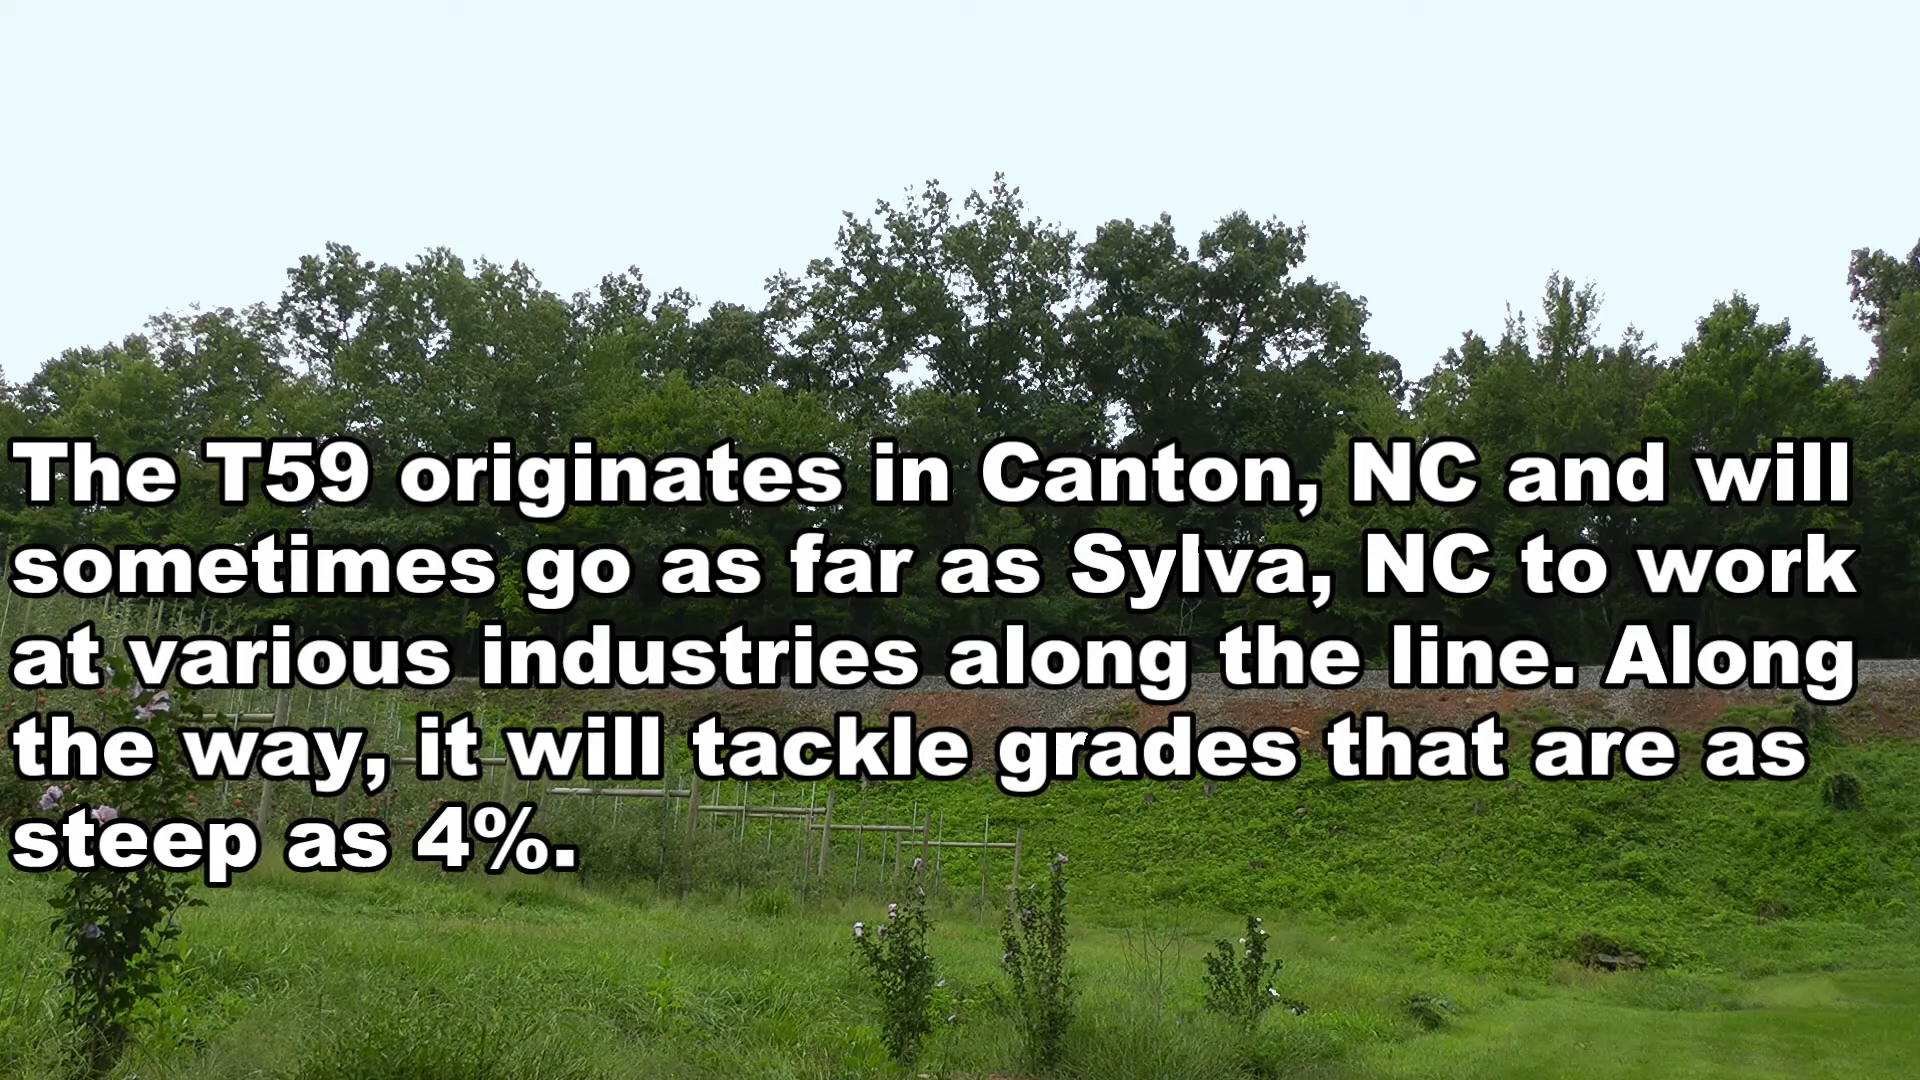 The T59 originates in Canton, NC and will
sometimes go as far as Sylva, NC to work
at various industries along the line. Along
the way, it will tackle grades that are as
steep as 4%.